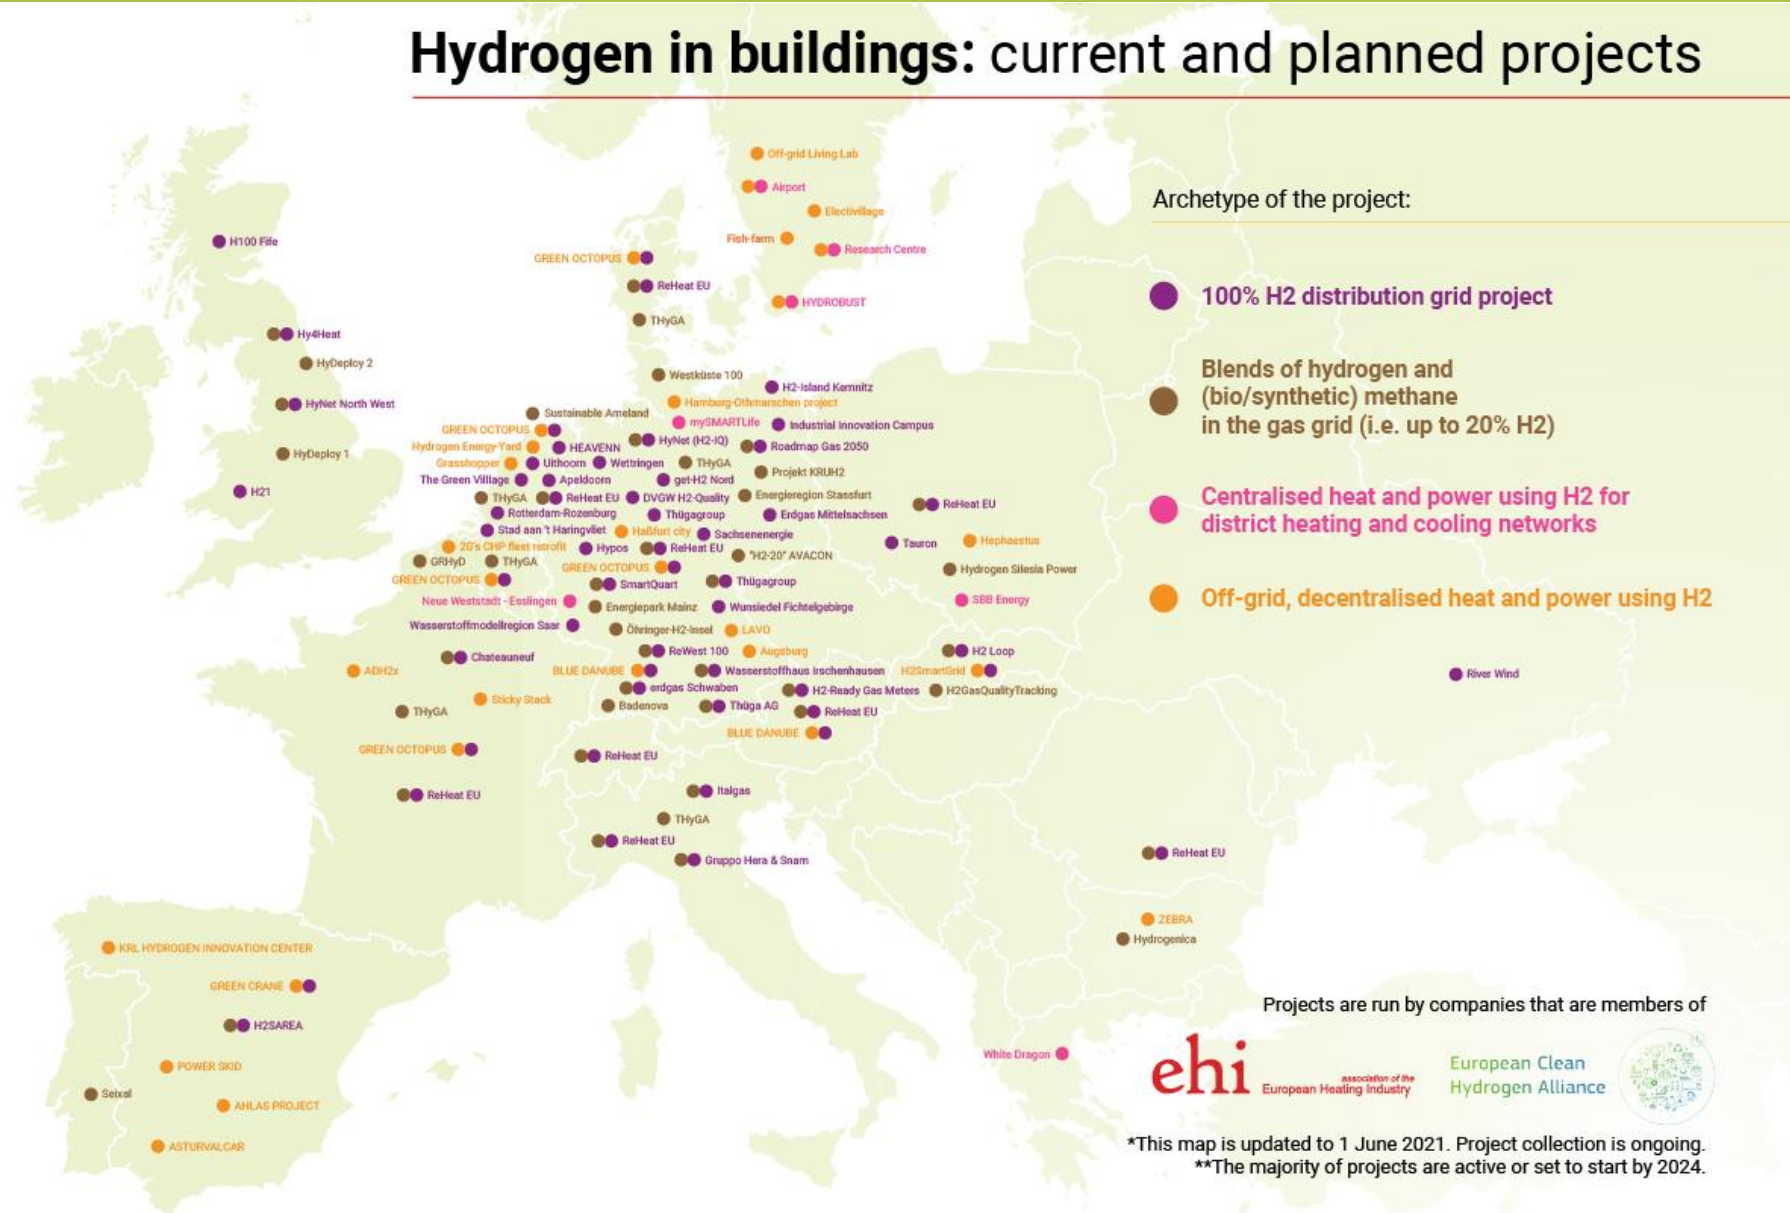 Hydrogen in buildings: current and planned projects
Off-grid Living Lab
Airport
Electivillage
Fish-farm
Research Centre
HYDROBUST
GREEN OCTOPUS
ReHeat EU
THyGA
H100 Fife
Hy4Heat
HyDeploy 2
HyNet North West
HyDeploy 1
H21
Westküste 100
H2-Island Kemnitz
Hamburg-Othmarschen project
Sustainable Ameland
mySMARTLife
Industrial Innovation Campus
GREEN OCTOPUS
HyNet (H2-IQ)
Roadmap Gas 2050
Hydrogen Energy-Yard
HEAVENN
Grasshopper
Uithoorn
Wettringen
THyGA
Projekt KRUH2
The Green Village
Apeldoorn
get-H2 Nord
THyGA
ReHeat EU
DVGW H2-Quality
Energieregion Stassfurt
ReHeat EU
Rotterdam-Rozenburg
Thügagroup
Erdgas Mittelsachsen
Stad aan 't Haringvliet
Haßfurt city
Sachsenenergie
Tauron
Hephaestus
2G's CHP fleet retrofit
Hypos
ReHeat EU
"H2-20" AVACON
GRHyD
THyGA
GREEN OCTOPUS
Hydrogen Silesia Power
GREEN OCTOPUS
SmartQuart
Thügagroup
Neue Weststadt - Esslingen
Energiepark Mainz
Wunsiedel Fichtelgebirge
SBB Energy
Wasserstoffmodellregion Saar
Öhringer-H2-Insel
LAVO
Chateauneuf
ReWest 100
Augsburg
H2 Loop
ADH2x
BLUE DANUBE
Wasserstoffhaus Irschenhausen
H2SmartGrid
erdgas Schwaben
H2-Ready Gas Meters
H2GasQualityTracking
Sticky Stack
Badenova
Thüga AG
ReHeat EU
THyGA
BLUE DANUBE
GREEN OCTOPUS
ReHeat EU
ReHeat EU
Italgas
THyGA
ReHeat EU
Gruppo Hera & Snam
River Wind
ReHeat EU
ZEBRA
Hydrogenica
White Dragon
KRL HYDROGEN INNOVATION CENTER
GREEN CRANE
H2SAREA
POWER SKID
Seixal
AHLAS PROJECT
ASTURVALCAR
Archetype of the project:
100% H2 distribution grid project
Blends of hydrogen and
(bio/synthetic) methane
in the gas grid (i.e. up to 20% H2)
Centralised heat and power using H2 for
district heating and cooling networks
Off-grid, decentralised heat and power using H2
Projects are run by companies that are members of
ehi
association of the
European Heating Industry
European Clean
Hydrogen Alliance
*This map is updated to 1 June 2021. Project collection is ongoing.
**The majority of projects are active or set to start by 2024.